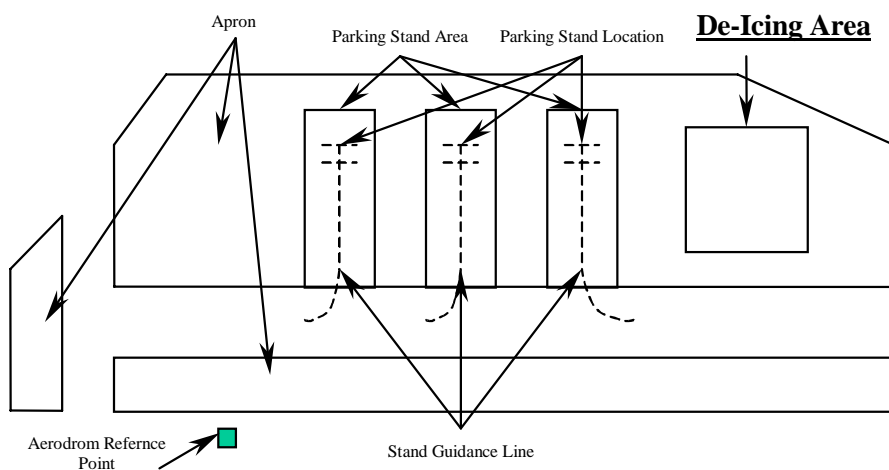 Apron
Parking Stand Area
Parking Stand Location
De-Icing Area
Aerodrom Refernce
Point
Stand Guidance Line